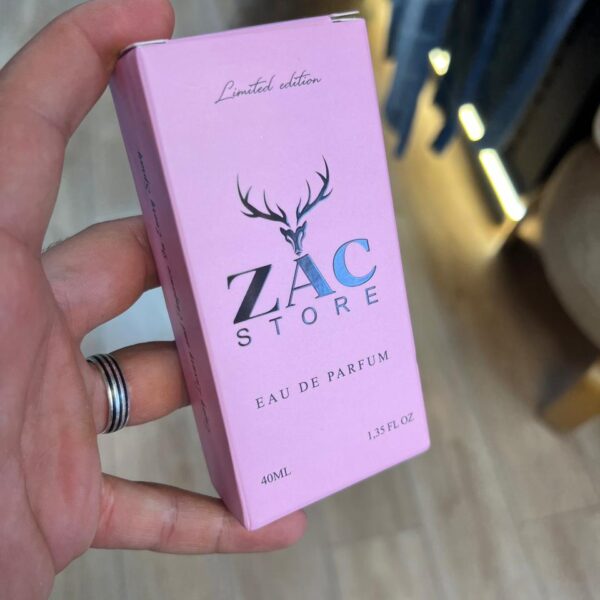 Limited edition
ZAC
STORE
EAU DE PARFUM
40ML
1,35 FL OZ